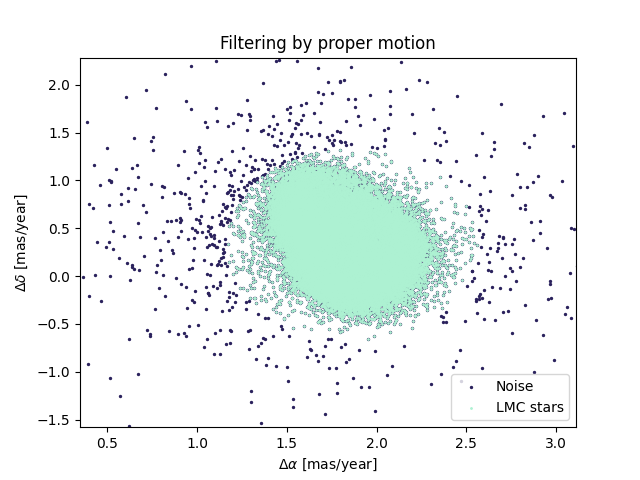 Filtering by proper motion
2.0
1.5
1.0
0.5
0.0
−0.5
−1.0
−1.5
Δδ [mas/year]
0.5
1.0
1.5
2.0
2.5
3.0
Δα [mas/year]
Noise
LMC stars